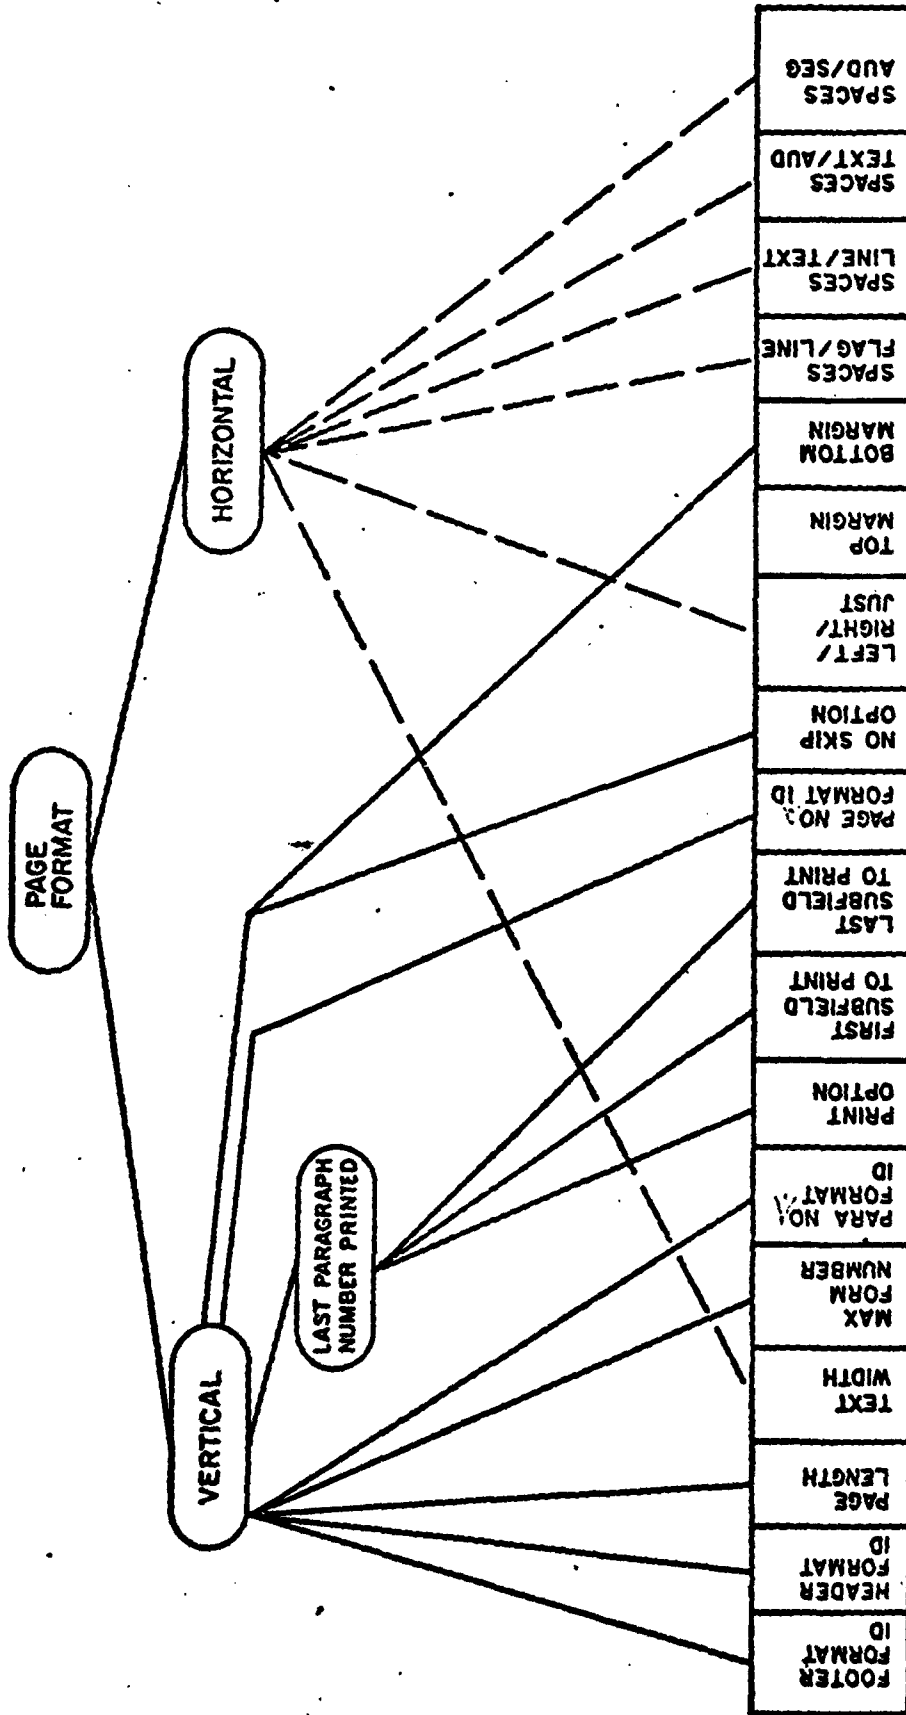 PAGE
FORMAT
HORIZONTAL
VERTICAL
LAST PARAGRAPH
NUMBER PRINTED
FOOTER
FORMAT
ID
HEADER
FORMAT
ID
PAGE
LENGTH
TEXT
WIDTH
MAX
FORM
NUMBER
PARA NO.
FORMAT
ID
PRINT
OPTION
FIRST
SUBFIELD
TO PRINT
LAST
SUBFIELD
TO PRINT
PAGE NO.
FORMAT ID
NO SKIP
OPTION
LEFT/
RIGHT/
JUST
TOP
MARGIN
BOTTOM
MARGIN
SPACES
FLAG/LINE
SPACES
LINE/TEXT
SPACES
TEXT/AUD
SPACES
AUD/SEG